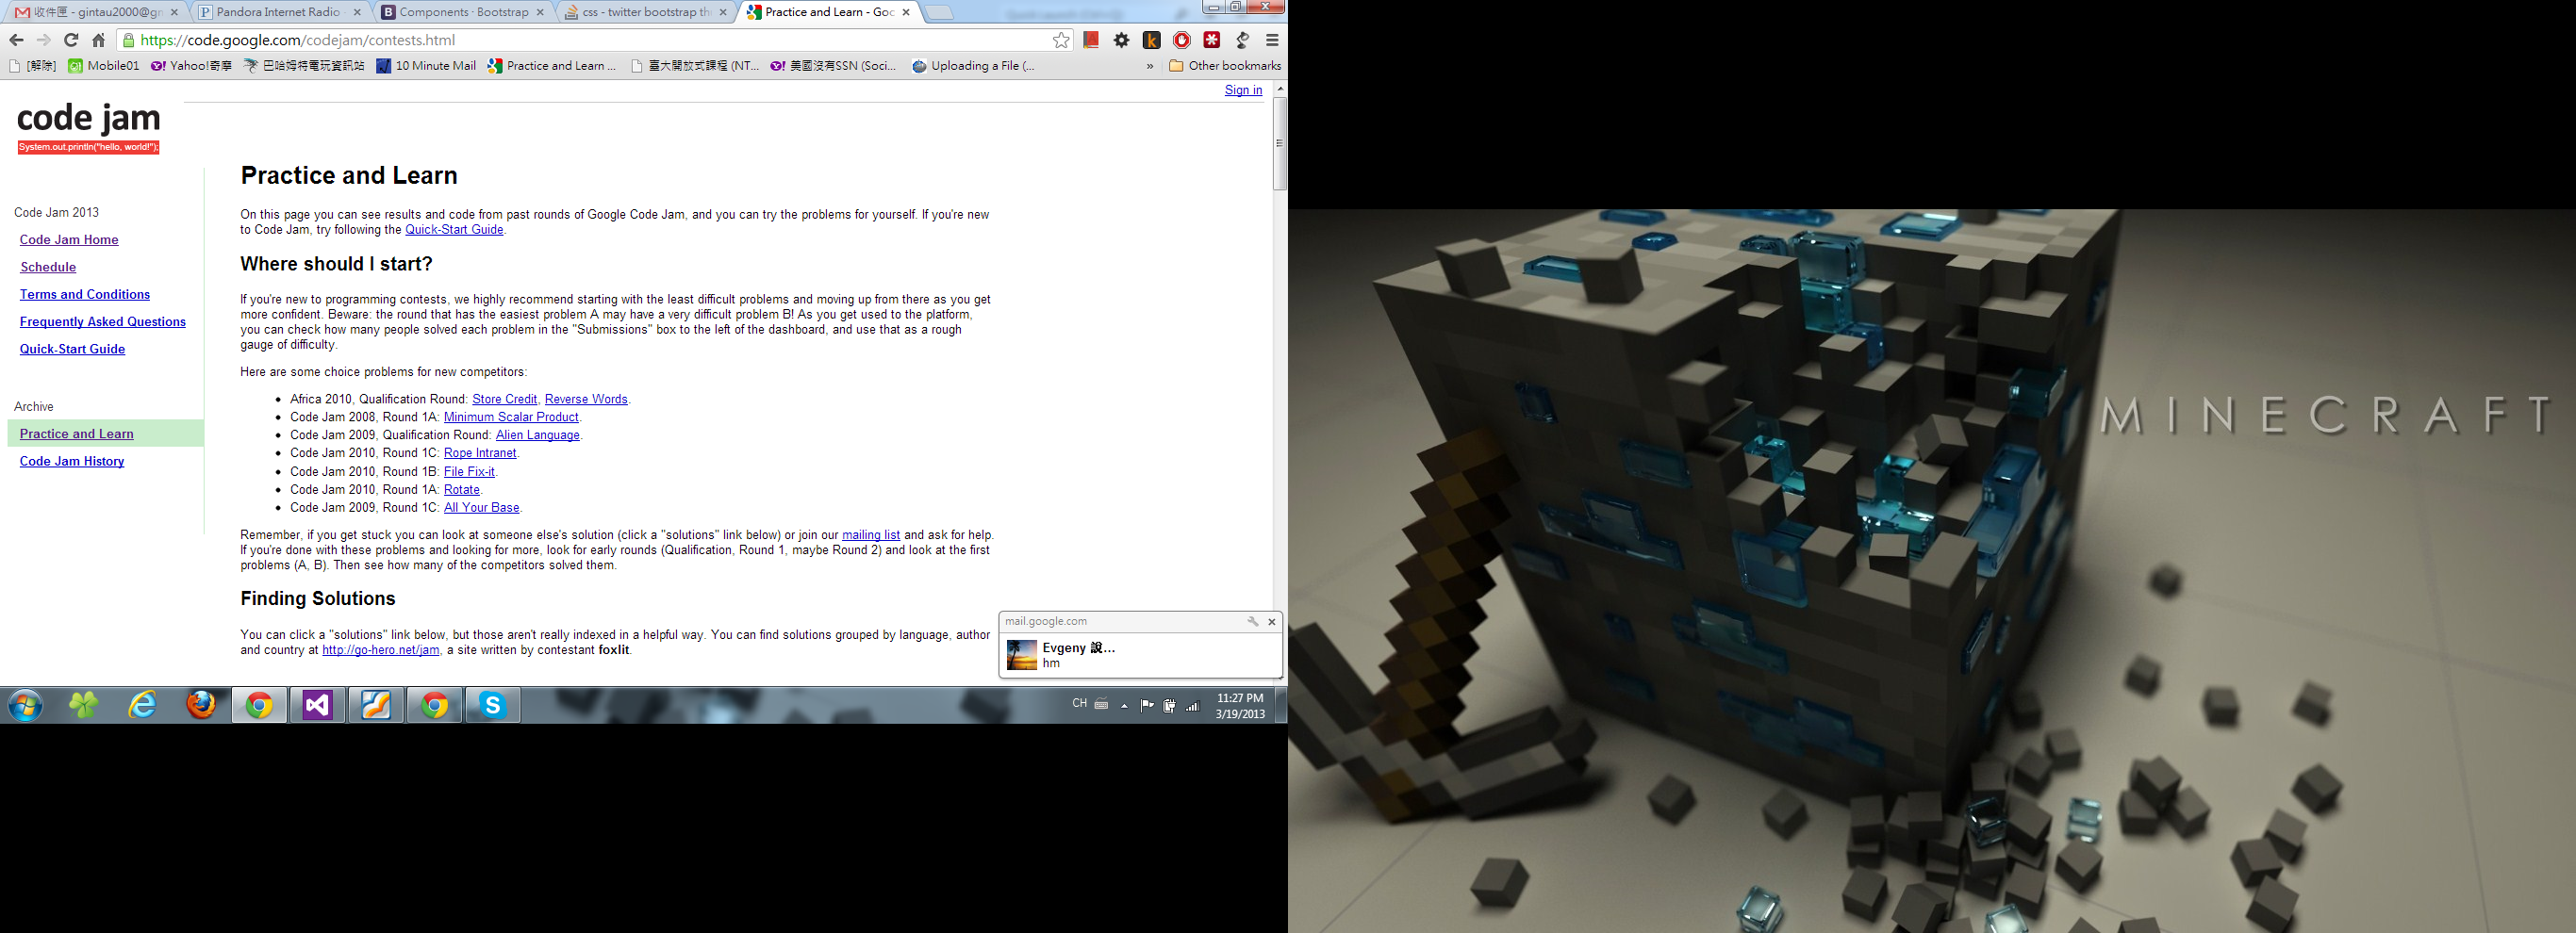 收件匣 - gintau2000@gn
Pandora Internet Radio -
Components · Bootstrap
css - twitter bootstrap th
Practice and Learn - Goo
https://code.google.com/codejam/contests.html
[解除]
Mobile01
Yahoo!奇摩
巴哈姆特電玩資訊站
10 Minute Mail
Practice and Learn ...
臺大開放式課程 (NT...
美國沒有SSN (Soci...
Uploading a File (...
»
Other bookmarks
Sign in
code jam
System.out.println("hello, world!");
Code Jam 2013
Code Jam Home
Schedule
Terms and Conditions
Frequently Asked Questions
Quick-Start Guide
Archive
Practice and Learn
Code Jam History
Practice and Learn
On this page you can see results and code from past rounds of Google Code Jam, and you can try the problems for yourself. If you're new
to Code Jam, try following the Quick-Start Guide.
Where should I start?
If you're new to programming contests, we highly recommend starting with the least difficult problems and moving up from there as you get
more confident. Beware: the round that has the easiest problem A may have a very difficult problem B! As you get used to the platform,
you can check how many people solved each problem in the "Submissions" box to the left of the dashboard, and use that as a rough
gauge of difficulty.
Here are some choice problems for new competitors:
• Africa 2010, Qualification Round: Store Credit, Reverse Words.
• Code Jam 2008, Round 1A: Minimum Scalar Product.
• Code Jam 2009, Qualification Round: Alien Language.
• Code Jam 2010, Round 1C: Rope Intranet.
• Code Jam 2010, Round 1B: File Fix-it.
• Code Jam 2010, Round 1A: Rotate.
• Code Jam 2009, Round 1C: All Your Base.
Remember, if you get stuck you can look at someone else's solution (click a "solutions" link below) or join our mailing list and ask for help.
If you're done with these problems and looking for more, look for early rounds (Qualification, Round 1, maybe Round 2) and look at the first
problems (A, B). Then see how many of the competitors solved them.
Finding Solutions
You can click a "solutions" link below, but those aren't really indexed in a helpful way. You can find solutions grouped by language, author
and country at http://go-hero.net/jam, a site written by contestant foxlit.
mail.google.com
Evgeny 說...
hm
CH
11:27 PM
3/19/2013
MINECRAFT